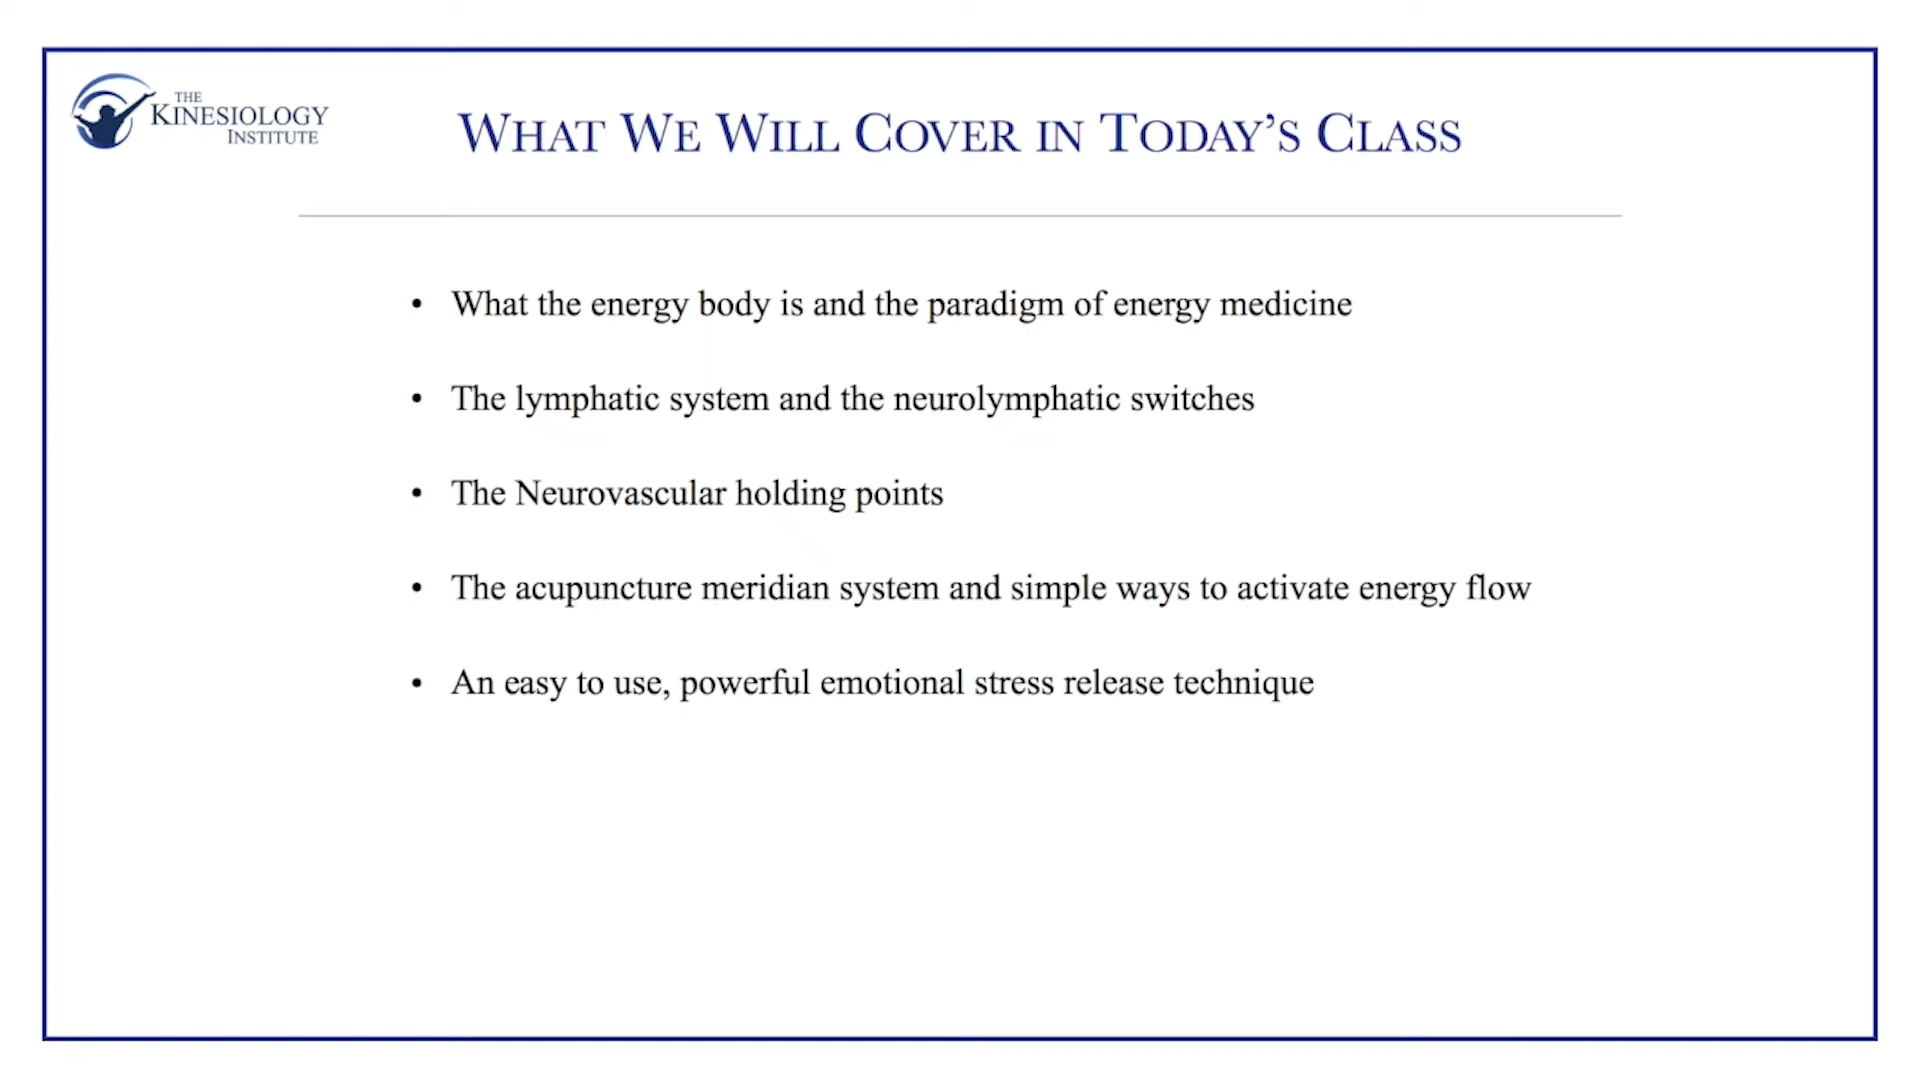 THE
KINESIOLOGY
INSTITUTE
WHAT WE WILL COVER IN TODAY'S CLASS
• What the energy body is and the paradigm of energy medicine
• The lymphatic system and the neurolymphatic switches
• The Neurovascular holding points
• The acupuncture meridian system and simple ways to activate energy flow
• An easy to use, powerful emotional stress release technique